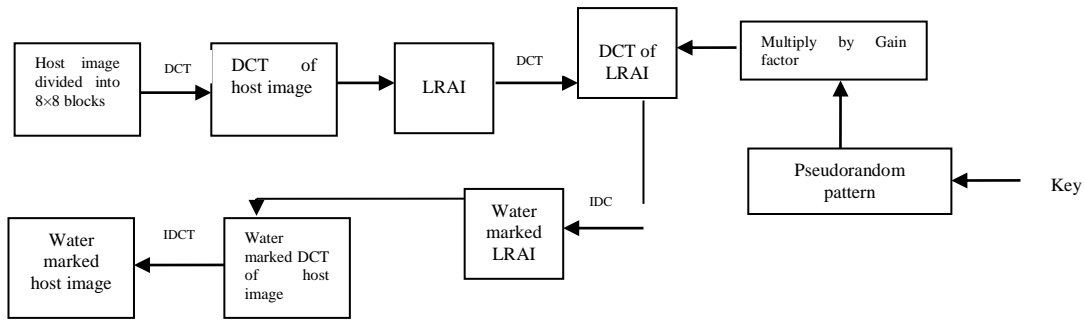 Host image
divided into
8×8 blocks
DCT
DCT of
host image
LRAI
DCT
DCT of
LRAI
Multiply by Gain
factor
Pseudorandom
pattern
Key
IDC
Water
marked
LRAI
Water
marked DCT
of host
image
IDCT
Water
marked
host image